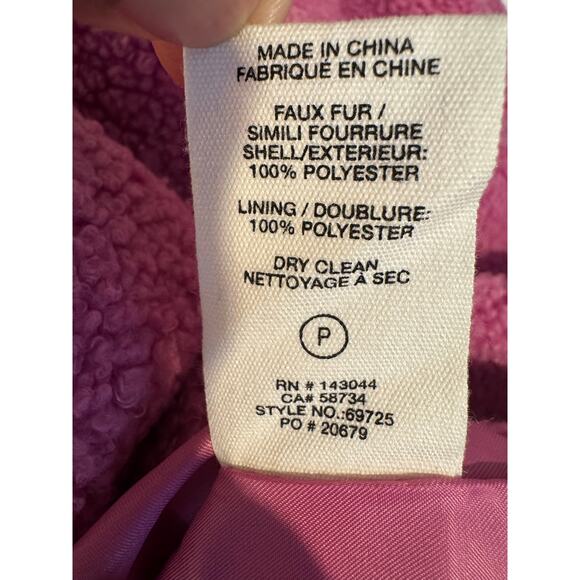 MADE IN CHINA
FABRIQUÉ EN CHINE
FAUX FUR /
SIMILI FOURRURE
SHELL/EXTERIEUR:
100% POLYESTER
LINING / DOUBLURE:
100% POLYESTER
DRY CLEAN
NETTOYAGE À SEC
P
RN # 143044
CA# 58734
STYLE NO.:69725
PO # 20679